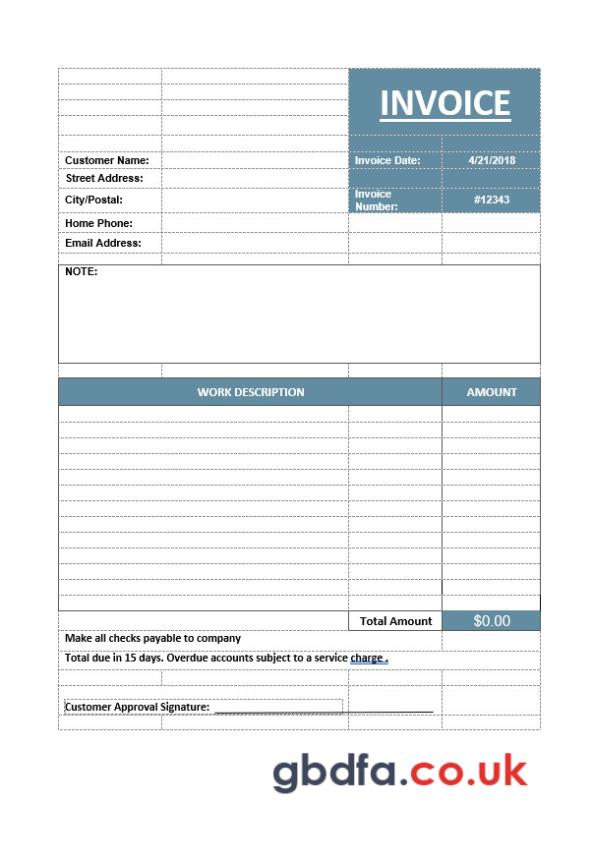 INVOICE
Customer Name:
Invoice Date:
4/21/2018
Street Address:
City/Postal:
Invoice
Number:
#12343
Home Phone:
Email Address:
NOTE:
WORK DESCRIPTION
AMOUNT
Total Amount
$0.00
Make all checks payable to company
Total due in 15 days. Overdue accounts subject to a service charge .
Customer Approval Signature:
gbdfa.co.uk